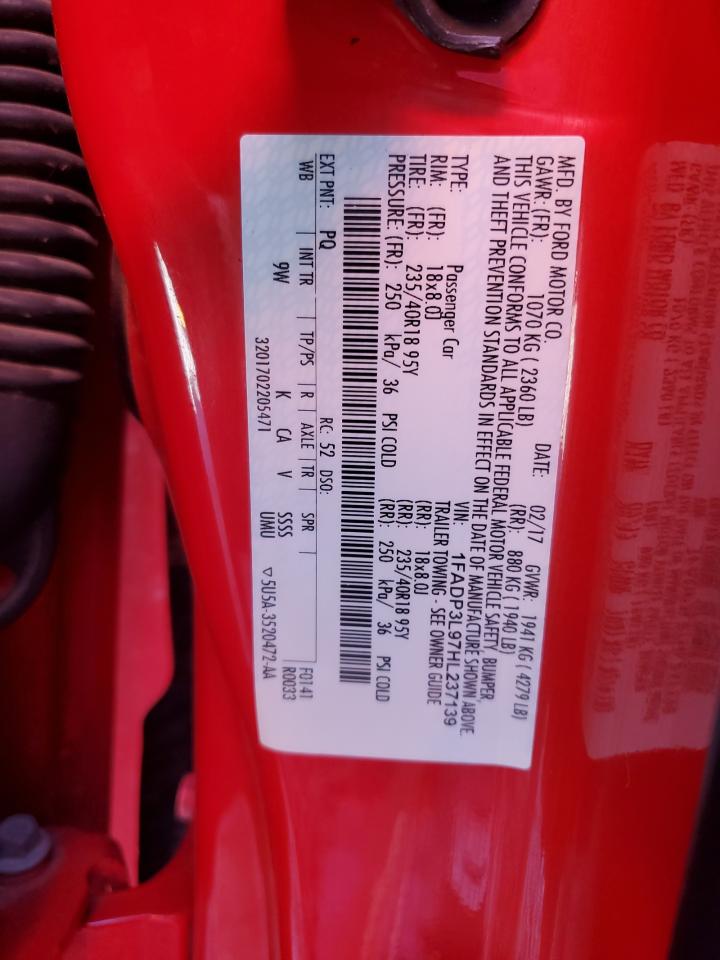 MFD. BY FORD MOTOR CO.
DATE: 02/17 GVWR: 1941 KG ( 4279 LB)
GAWR: (FR): 1070 KG ( 2360 LB) (RR): 880 KG ( 1940 LB)
THIS VEHICLE CONFORMS TO ALL APPLICABLE FEDERAL MOTOR VEHICLE SAFETY, BUMPER,
AND THEFT PREVENTION STANDARDS IN EFFECT ON THE DATE OF MANUFACTURE SHOWN ABOVE.
VIN: 1FADP3L97HL237139
TYPE: Passenger Car TRAILER TOWING - SEE OWNER GUIDE
RIM: (FR): 18x8.0J (RR): 18x8.0J
TIRE: (FR): 235/40R18 95Y (RR): 235/40R18 95Y
PRESSURE: (FR): 250 kPa/ 36 PSI COLD (RR): 250 kPa/ 36 PSI COLD
EXT PNT: PQ RC: 52 DSO:
WB INT TR TP/PS R AXLE TR SPR
9W K CA V SSSS
F0141
R0033
3201702205471 UMU ▽5U5A-3520472-AA